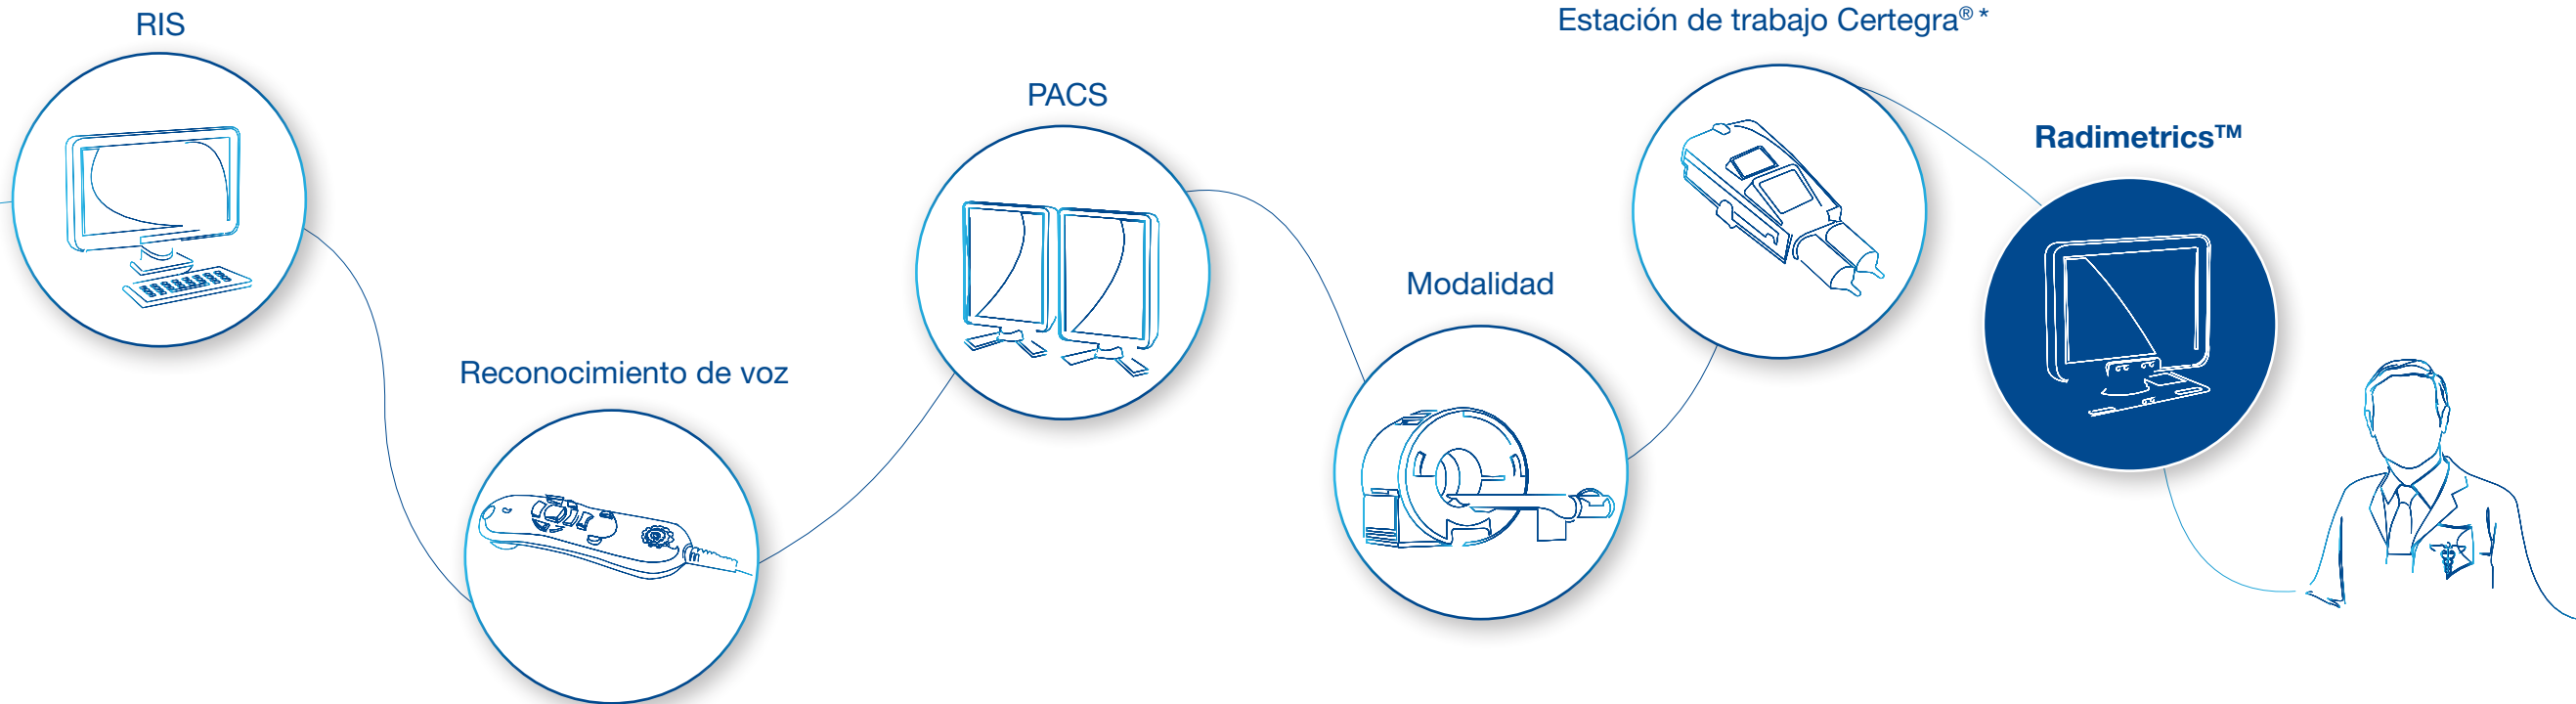 RIS
Reconocimiento de voz
PACS
Modalidad
Estación de trabajo Certegra® *
Radimetrics™